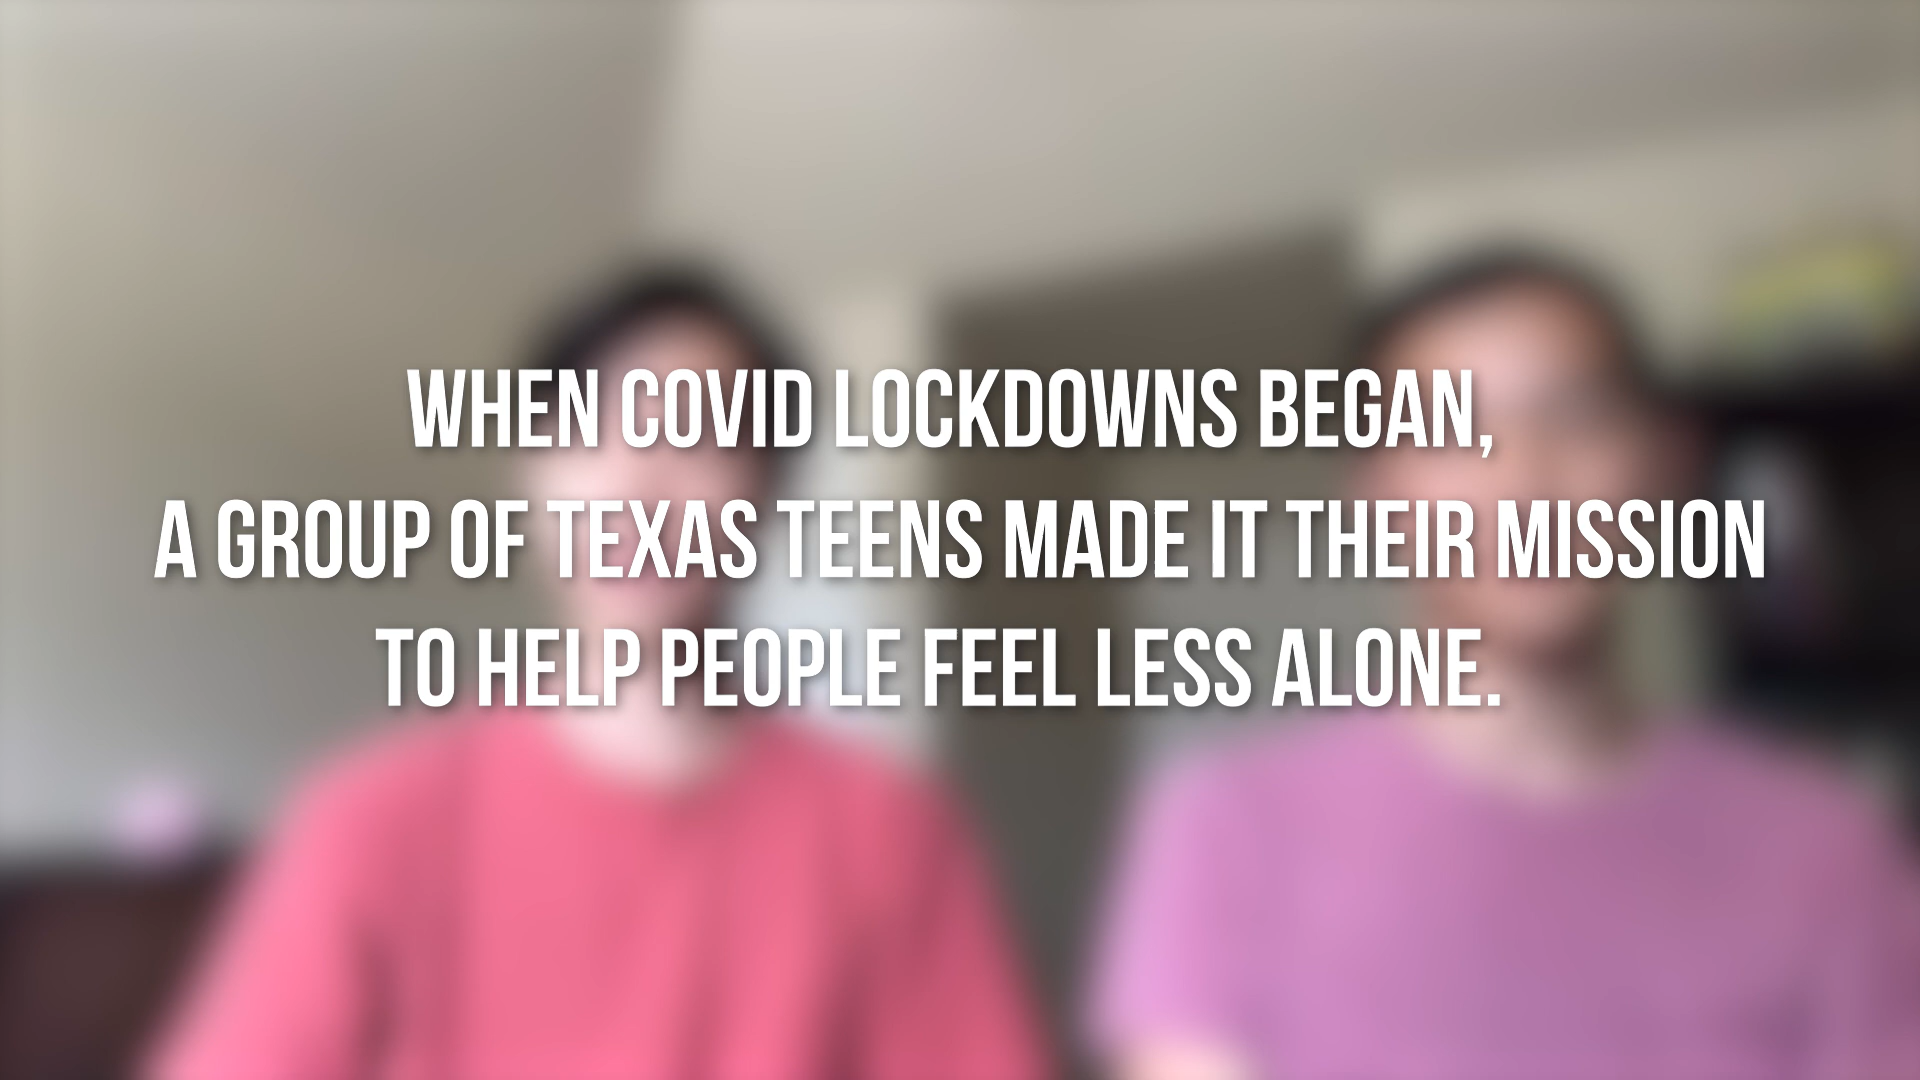 WHEN COVID LOCKDOWNS BEGAN,
A GROUP OF TEXAS TEENS MADE IT THEIR MISSION
TO HELP PEOPLE FEEL LESS ALONE.